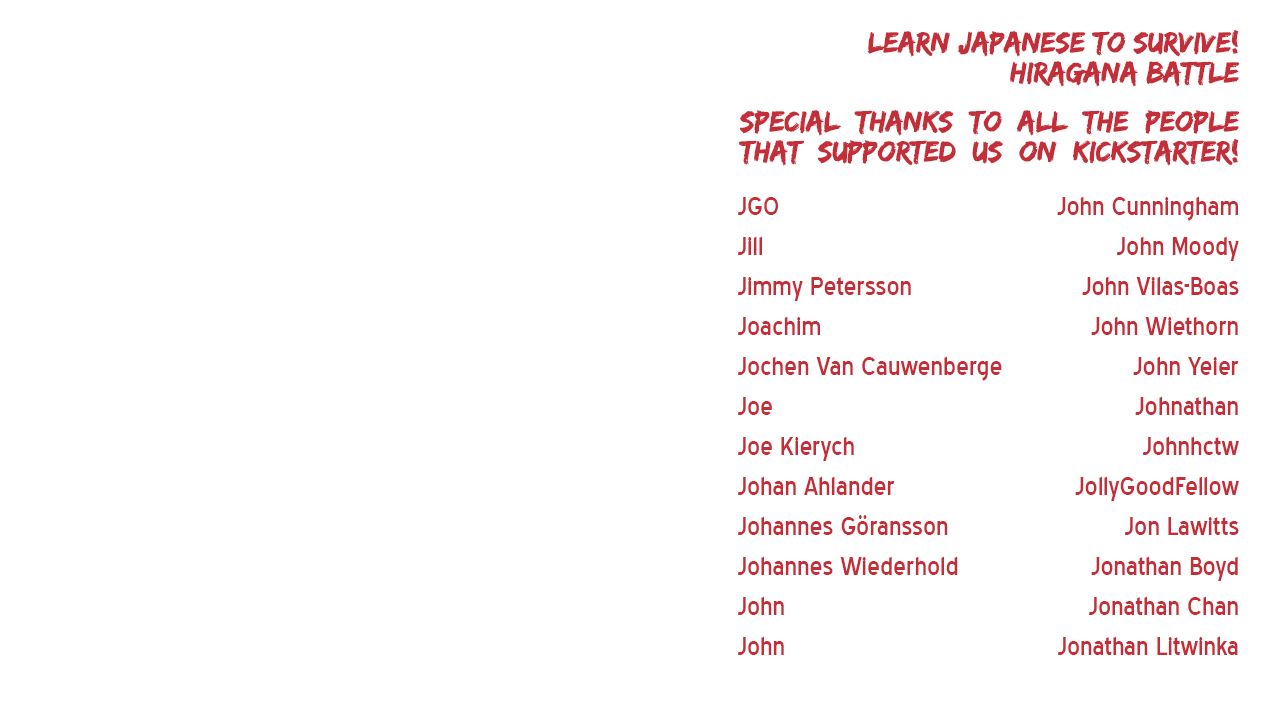 LEARN JAPANESE TO SURVIVE!
HIRAGANA BATTLE
SPECIAL THANKS TO ALL THE PEOPLE
THAT SUPPORTED US ON KICKSTARTER!
JGO
Jill
Jimmy Petersson
Joachim
Jochen Van Cauwenberge
Joe
Joe Kierych
Johan Ahlander
Johannes Göransson
Johannes Wiederhold
John
John
John Cunningham
John Moody
John Vilas-Boas
John Wiethorn
John Yeier
Johnathan
Johnhctw
JollyGoodFellow
Jon Lawitts
Jonathan Boyd
Jonathan Chan
Jonathan Litwinka